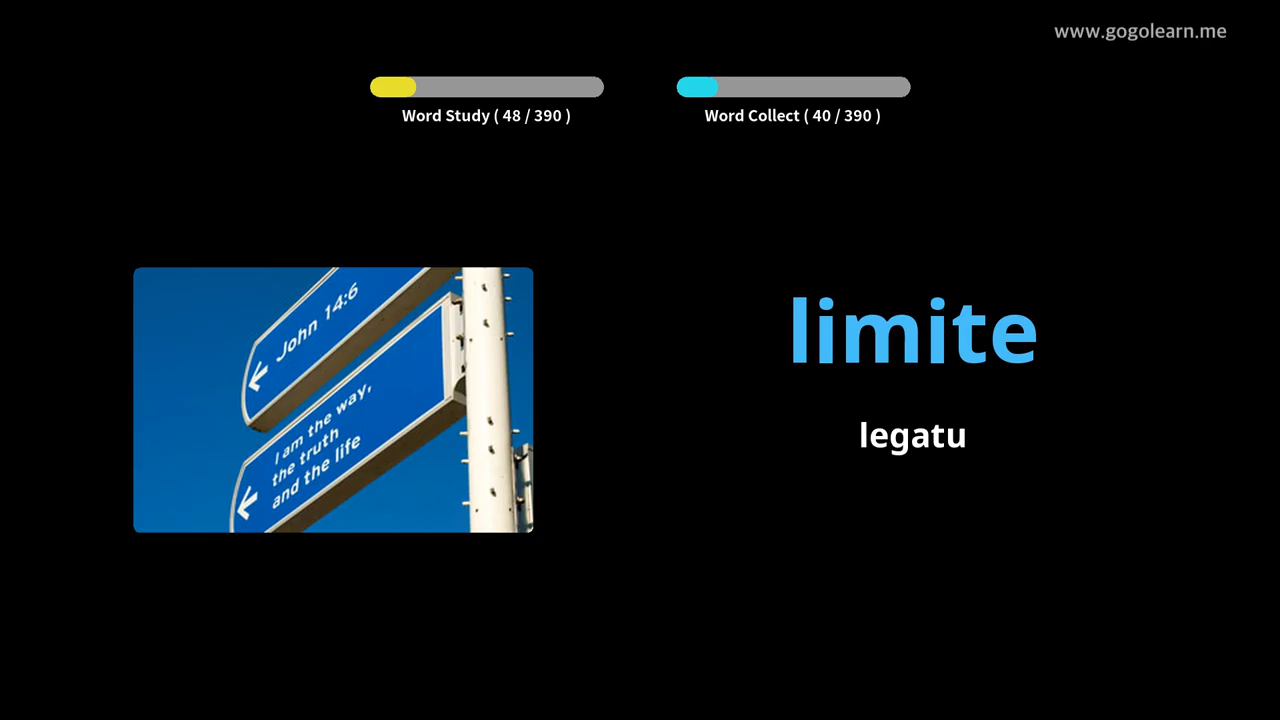 www.gogolearn.me
Word Study ( 48 / 390 )
Word Collect ( 40 / 390 )
John 14:6
I am the way,
the truth
and the life
limite
legatu